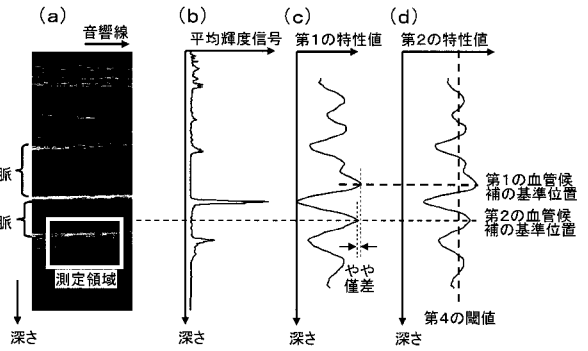 (a)
音響線
(b)
平均輝度信号
(c)
第1の特性値
(d)
第2の特性値
脈
脈
測定領域
第1の血管候
補の基準位置
第2の血管候
補の基準位置
やや
僅差
第4の閾値
深さ
深さ
深さ
深さ